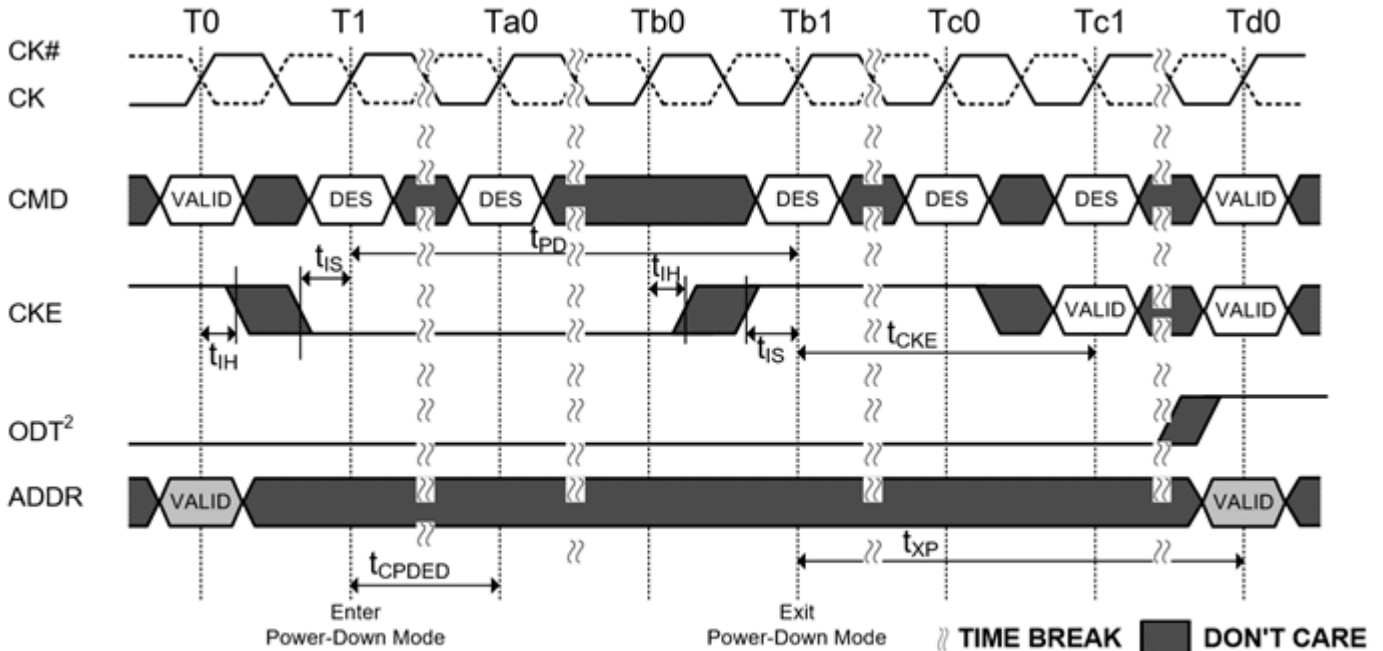 T0 T1 Ta0 Tb0 Tb1 Tc0 Tc1 Td0
CK#
CK
CMD VALID DES DES DES DES DES VALID
tPD
tIS tIH
CKE VALID VALID
tIH tIS tCKE
ODT²
ADDR VALID VALID
tXP
tCPDED
Enter
Power-Down Mode
Exit
Power-Down Mode
TIME BREAK DON'T CARE